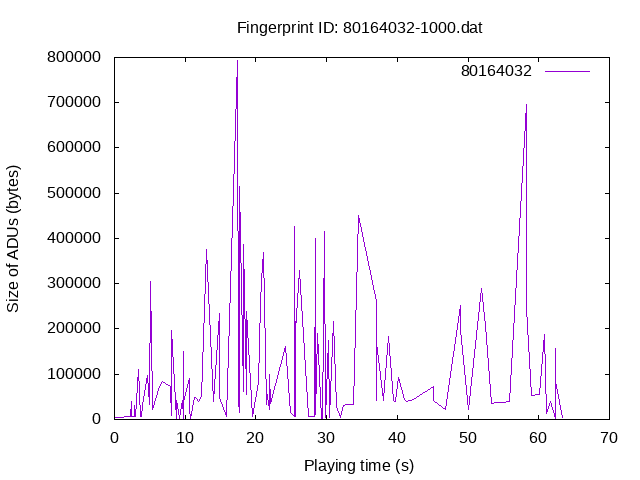 Fingerprint ID: 80164032-1000.dat
80164032
Size of ADUs (bytes)
800000
700000
600000
500000
400000
300000
200000
100000
0
0 10 20 30 40 50 60 70
Playing time (s)